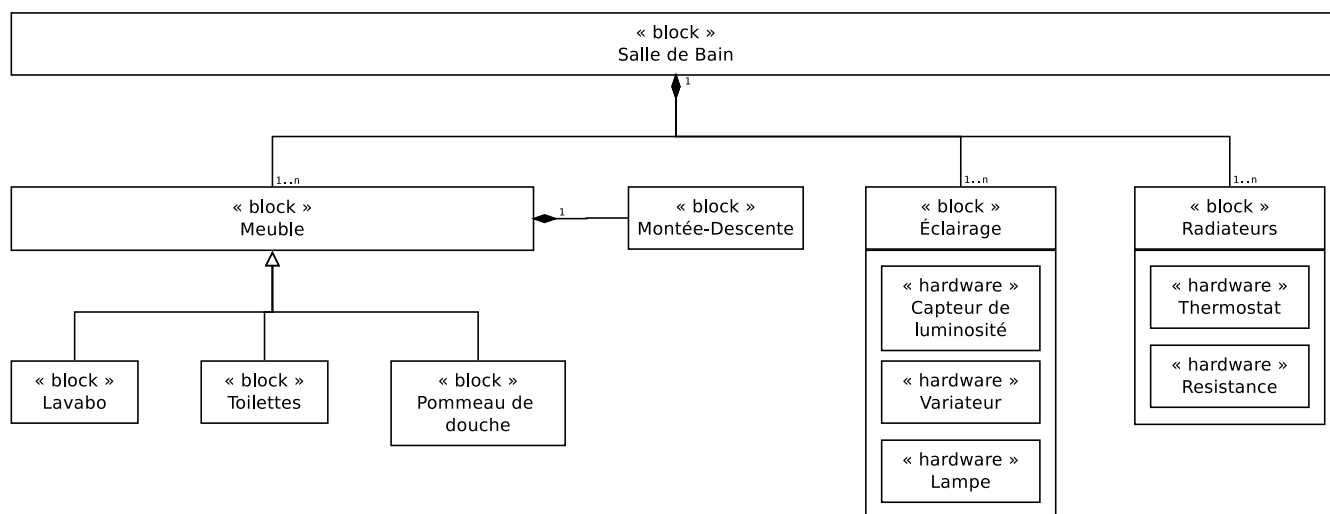 « block »
Salle de Bain
1
1..n
1..n
1..n
« block »
Meuble
1
« block »
Montée-Descente
« block »
Éclairage
« block »
Radiateurs
« hardware »
Capteur de
luminosité
« hardware »
Variateur
« hardware »
Lampe
« hardware »
Thermostat
« hardware »
Resistance
« block »
Lavabo
« block »
Toilettes
« block »
Pommeau de
douche